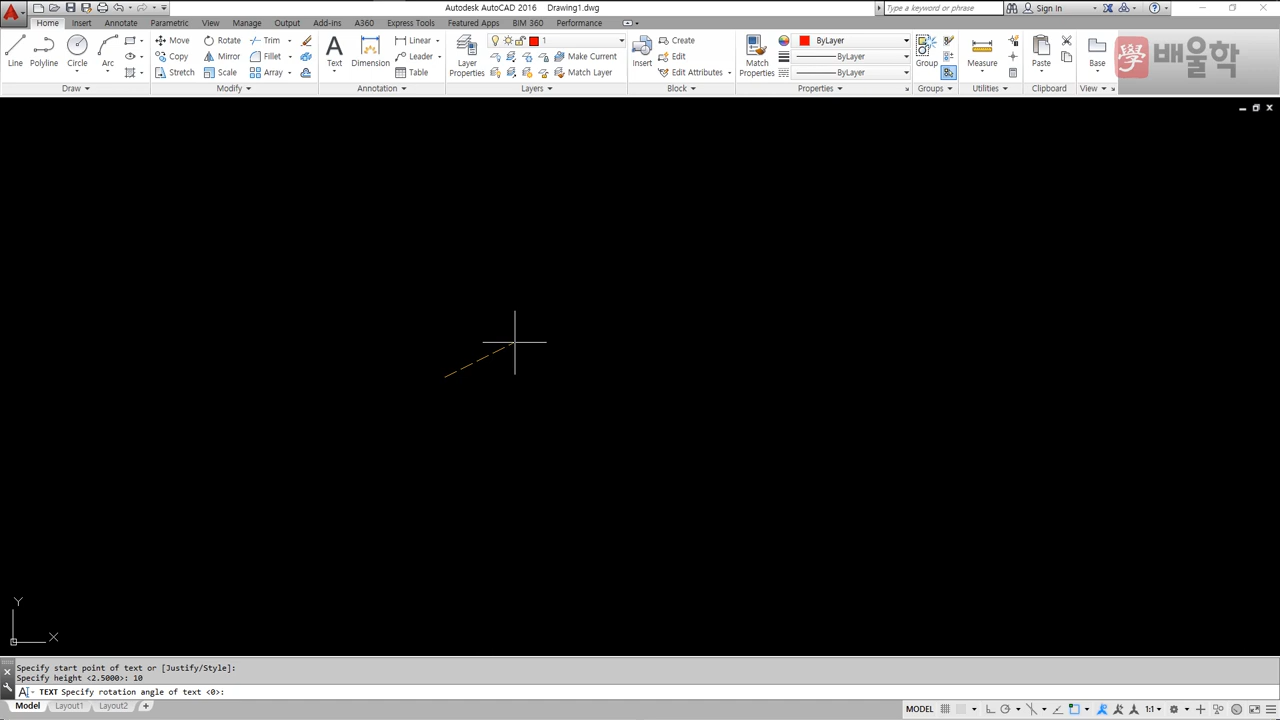 Autodesk AutoCAD 2016 Drawing1.dwg
Type a keyword or phrase
Sign In
Home Insert Annotate Parametric View Manage Output Add-ins A360 Express Tools Featured Apps BIM 360 Performance
Line Polyline Circle Arc
Move Rotate Trim
Copy Mirror Fillet
Stretch Scale Array
Text Dimension
Linear
Leader
Table
Layer Properties
1
Make Current
Match Layer
Insert
Create
Edit
Edit Attributes
Match Properties
ByLayer
ByLayer
ByLayer
Group
Measure
Paste
Base
學 배울학
Draw Modify Annotation Layers Block Properties Groups Utilities Clipboard View
Y
X
Specify start point of text or [Justify/Style]:
Specify height <2.5000>: 10
TEXT Specify rotation angle of text <0>:
Model Layout1 Layout2 +
MODEL 1:1